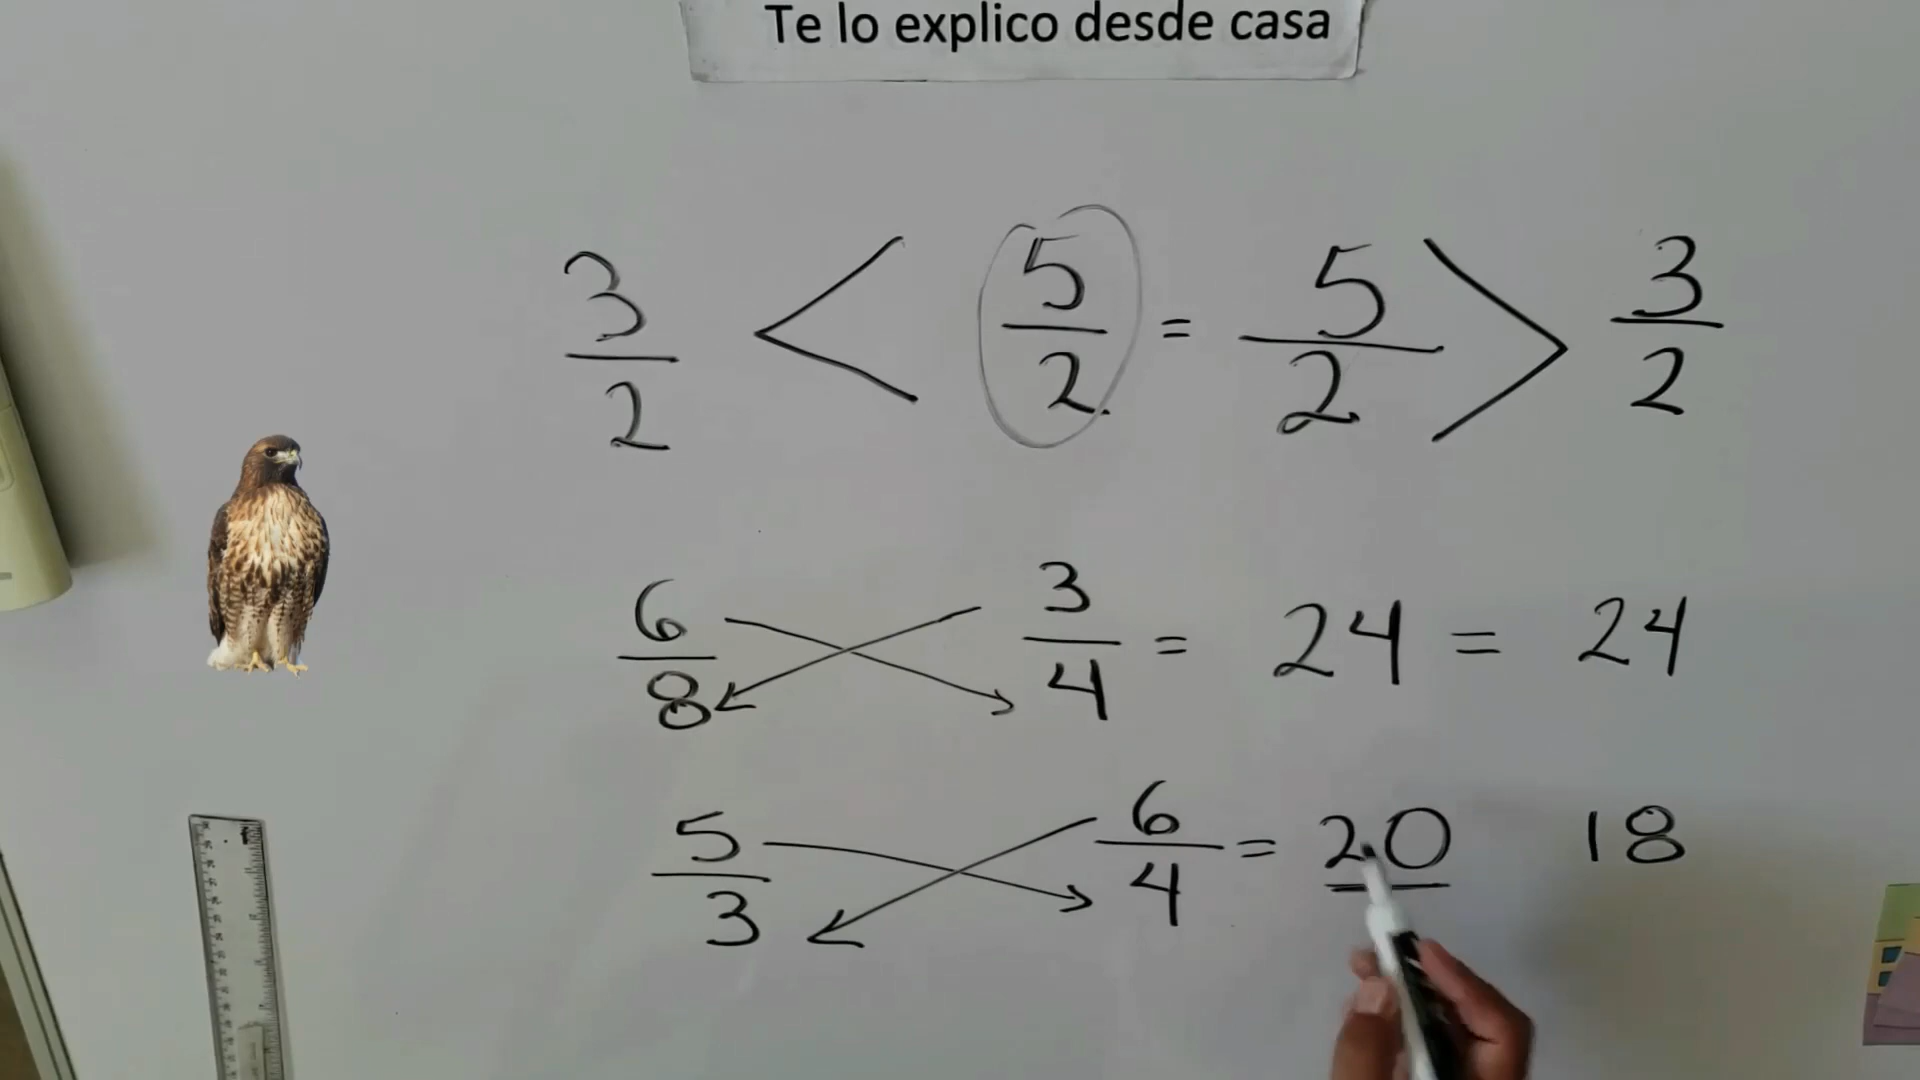 Te lo explico desde casa
3/2 < 5/2 = 5/2 > 3/2
6/8 3/4 = 24 = 24
5/3 6/4 = 20 18